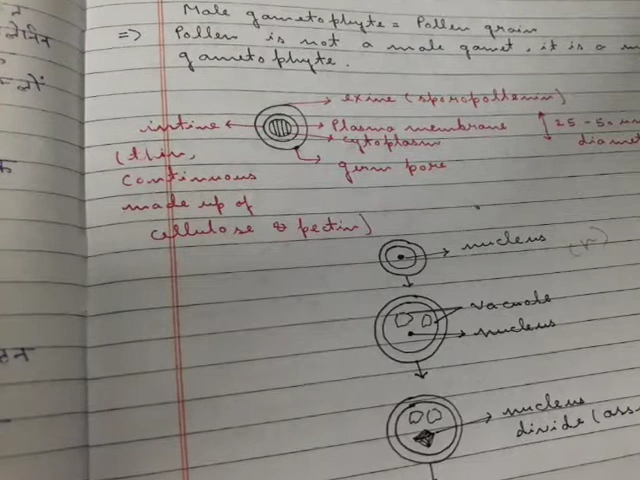 Male gametophyte = Pollen grain
=> Pollen is not a male gamet, it is a
gametophyte.
exine (sporopollenin)
intine
Plasma membrane
25-50
cytoplasm
(thin,
germ pore
continuous
made up of
cellulose & pectin)
nucleus (n)
vacuole
nucleus
nucleus
divide